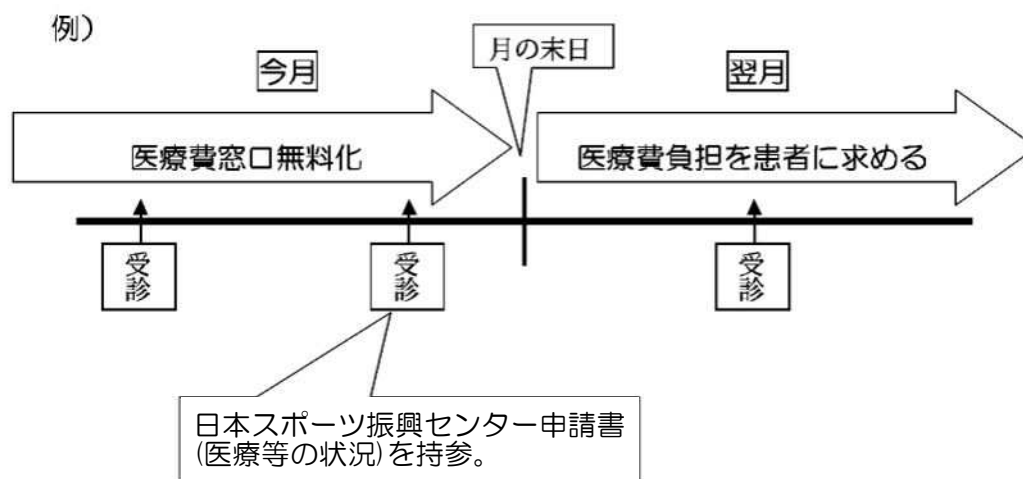 例）
月の末日
今月
翌月
医療費窓口無料化
医療費負担を患者に求める
受診
受診
受診
日本スポーツ振興センター申請書
(医療等の状況)を持参。